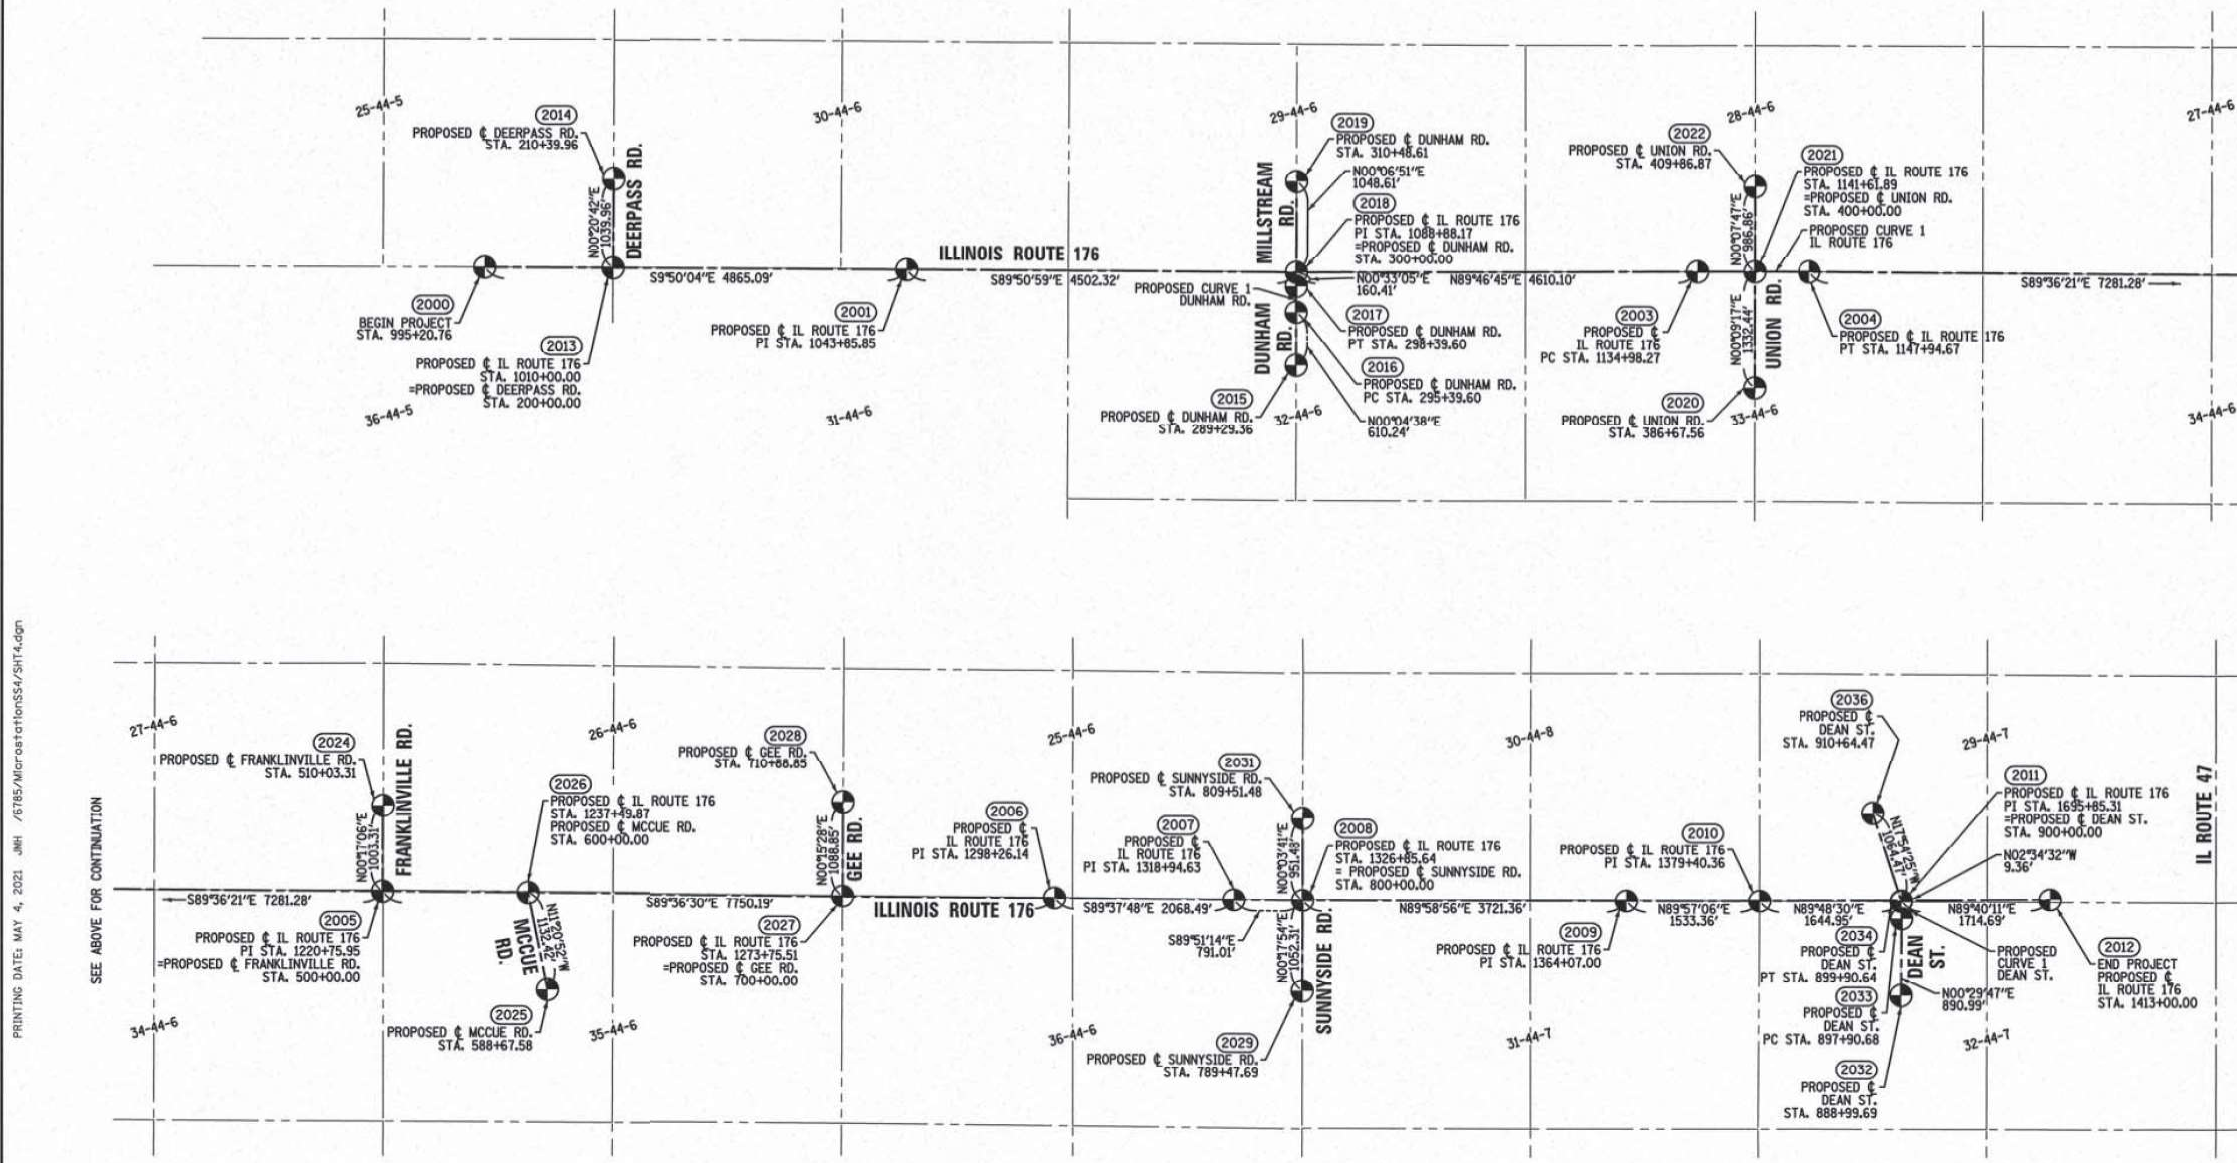 25-44-5
30-44-6
29-44-6
28-44-6
27-44-6
2014
PROPOSED ℄ DEERPASS RD.
STA. 210+39.96
N00°20'42"E
1039.96'
DEERPASS RD.
2000
BEGIN PROJECT
STA. 995+20.76
2013
PROPOSED ℄ IL ROUTE 176
STA. 1010+00.00
=PROPOSED ℄ DEERPASS RD.
STA. 200+00.00
S9°50'04"E 4865.09'
2001
PROPOSED ℄ IL ROUTE 176
PI STA. 1043+85.85
ILLINOIS ROUTE 176
S89°50'59"E 4502.32'
MILLSTREAM
RD.
2019
PROPOSED ℄ DUNHAM RD.
STA. 310+48.61
N00°06'51"E
1048.61'
2018
PROPOSED ℄ IL ROUTE 176
PI STA. 1088+88.17
=PROPOSED ℄ DUNHAM RD.
STA. 300+00.00
N00°33'05"E
160.41'
N89°46'45"E 4610.10'
PROPOSED CURVE 1
DUNHAM RD.
DUNHAM
RD.
2017
PROPOSED ℄ DUNHAM RD.
PT STA. 298+39.60
2016
PROPOSED ℄ DUNHAM RD.
PC STA. 295+39.60
2015
PROPOSED ℄ DUNHAM RD.
STA. 289+29.36
N00°04'38"E
610.24'
2022
PROPOSED ℄ UNION RD.
STA. 409+86.87
N00°07'47"E
986.86'
2021
PROPOSED ℄ IL ROUTE 176
STA. 1141+61.89
=PROPOSED ℄ UNION RD.
STA. 400+00.00
PROPOSED CURVE 1
IL ROUTE 176
2003
PROPOSED ℄
IL ROUTE 176
PC STA. 1134+98.27
N00°09'17"E
1332.44'
UNION RD.
2004
PROPOSED ℄ IL ROUTE 176
PT STA. 1147+94.67
2020
PROPOSED ℄ UNION RD.
STA. 386+67.56
S89°36'21"E 7281.28'
36-44-5
31-44-6
32-44-6
33-44-6
34-44-6
PRINTING DATE: MAY 4, 2021 JMH /6785/MicrostationSS4/SHT4.dgn
SEE ABOVE FOR CONTINUATION
27-44-6
26-44-6
25-44-6
30-44-8
29-44-7
2024
PROPOSED ℄ FRANKLINVILLE RD.
STA. 510+03.31
N00°17'06"E
1003.31'
FRANKLINVILLE RD.
S89°36'21"E 7281.28'
2005
PROPOSED ℄ IL ROUTE 176
PI STA. 1220+75.95
=PROPOSED ℄ FRANKLINVILLE RD.
STA. 500+00.00
2026
PROPOSED ℄ IL ROUTE 176
STA. 1237+49.87
PROPOSED ℄ MCCUE RD.
STA. 600+00.00
MCCUE
RD.
N11°20'52"W
1132.42'
2025
PROPOSED ℄ MCCUE RD.
STA. 588+67.58
2028
PROPOSED ℄ GEE RD.
STA. 710+88.85
N00°15'28"E
1088.85'
GEE RD.
S89°36'30"E 7750.19'
2027
PROPOSED ℄ IL ROUTE 176
STA. 1273+75.51
=PROPOSED ℄ GEE RD.
STA. 700+00.00
ILLINOIS ROUTE 176
2006
PROPOSED ℄
IL ROUTE 176
PI STA. 1298+26.14
S89°37'48"E 2068.49'
2007
PROPOSED ℄
IL ROUTE 176
PI STA. 1318+94.63
2031
PROPOSED ℄ SUNNYSIDE RD.
STA. 809+51.48
N00°03'41"E
951.48'
2008
PROPOSED ℄ IL ROUTE 176
STA. 1326+85.64
= PROPOSED ℄ SUNNYSIDE RD.
STA. 800+00.00
S89°51'14"E
791.01'
N00°17'54"E
1052.31'
SUNNYSIDE RD.
2029
PROPOSED ℄ SUNNYSIDE RD.
STA. 789+47.69
N89°58'56"E 3721.36'
2009
PROPOSED ℄ IL ROUTE 176
PI STA. 1364+07.00
2010
PROPOSED ℄ IL ROUTE 176
PI STA. 1379+40.36
N89°57'06"E
1533.36'
N89°48'30"E
1644.95'
2036
PROPOSED ℄
DEAN ST.
STA. 910+64.47
N17°54'25"W
1064.47'
2011
PROPOSED ℄ IL ROUTE 176
PI STA. 1695+85.31
=PROPOSED ℄ DEAN ST.
STA. 900+00.00
N02°34'32"W
9.36'
N89°40'11"E
1714.69'
2034
PROPOSED ℄
DEAN ST.
PT STA. 899+90.64
2033
PROPOSED ℄
DEAN ST.
PC STA. 897+90.68
2032
PROPOSED ℄
DEAN ST.
STA. 888+99.69
DEAN
ST.
PROPOSED
CURVE 1
DEAN ST.
N00°29'47"E
890.99'
2012
END PROJECT
PROPOSED ℄
IL ROUTE 176
STA. 1413+00.00
IL ROUTE 47
34-44-6
35-44-6
36-44-6
31-44-7
32-44-7